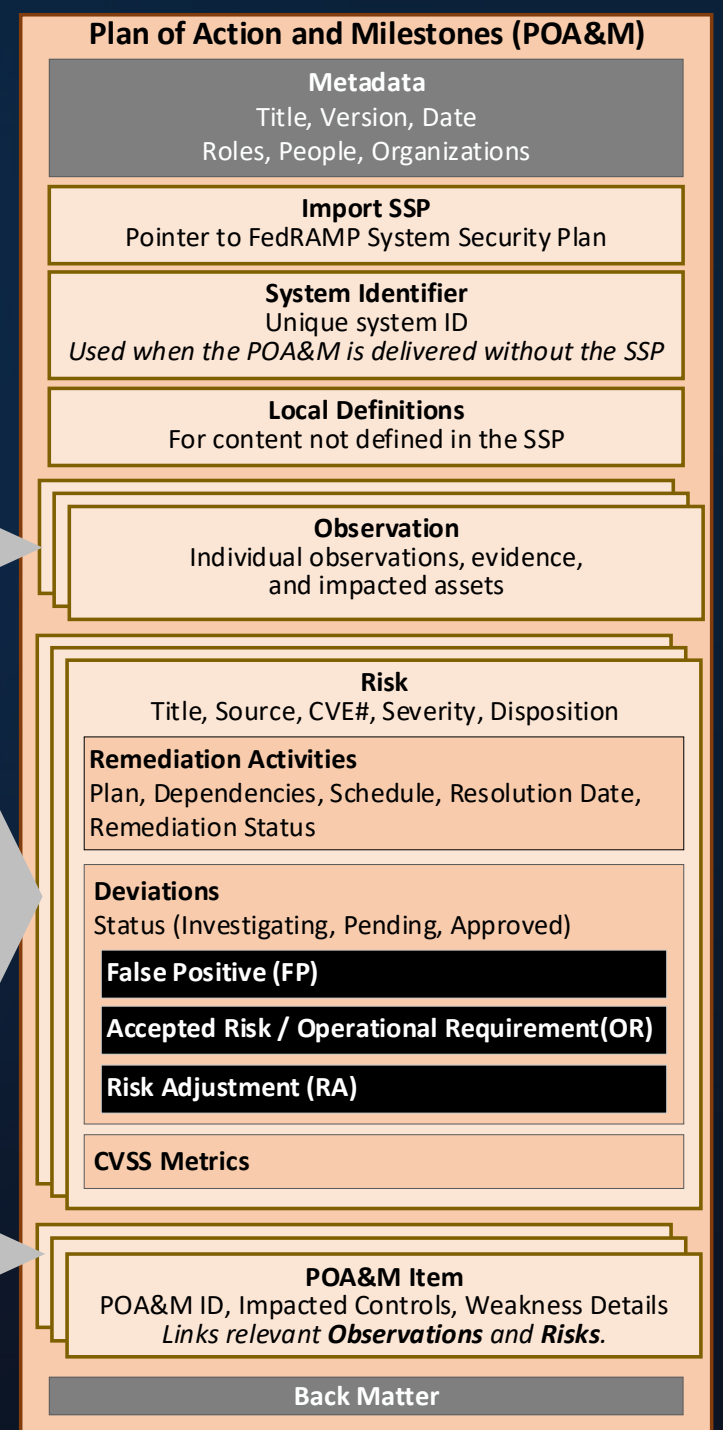 Plan of Action and Milestones (POA&M)
Metadata
Title, Version, Date
Roles, People, Organizations
Import SSP
Pointer to FedRAMP System Security Plan
System Identifier
Unique system ID
Used when the POA&M is delivered without the SSP
Local Definitions
For content not defined in the SSP
Observation
Individual observations, evidence,
and impacted assets
Risk
Title, Source, CVE#, Severity, Disposition
Remediation Activities
Plan, Dependencies, Schedule, Resolution Date,
Remediation Status
Deviations
Status (Investigating, Pending, Approved)
False Positive (FP)
Accepted Risk / Operational Requirement(OR)
Risk Adjustment (RA)
CVSS Metrics
POA&M Item
POA&M ID, Impacted Controls, Weakness Details
Links relevant Observations and Risks.
Back Matter